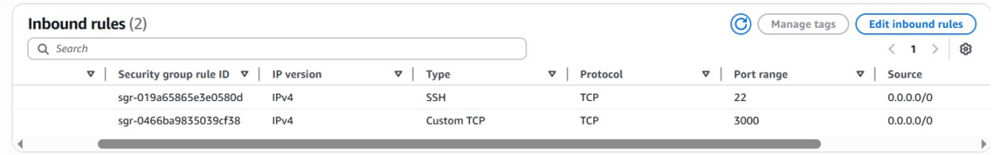 Inbound rules (2)
Manage tags
Edit inbound rules
Search
1
Security group rule ID IP version Type Protocol Port range Source
sgr-019a65865e3e0580d IPv4 SSH TCP 22 0.0.0.0/0
sgr-0466ba9835039cf38 IPv4 Custom TCP TCP 3000 0.0.0.0/0